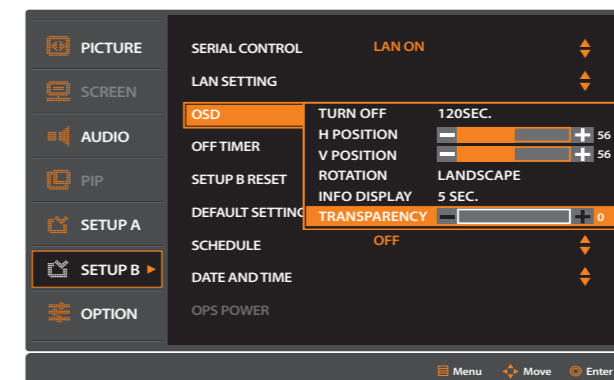 PICTURE
SCREEN
AUDIO
PIP
SETUP A
SETUP B
OPTION
SERIAL CONTROL LAN ON
LAN SETTING
OSD
OFF TIMER
SETUP B RESET
DEFAULT SETTING
SCHEDULE OFF
DATE AND TIME
OPS POWER
TURN OFF 120SEC.
H POSITION 56
V POSITION 56
ROTATION LANDSCAPE
INFO DISPLAY 5 SEC.
TRANSPARENCY 0
Menu Move Enter